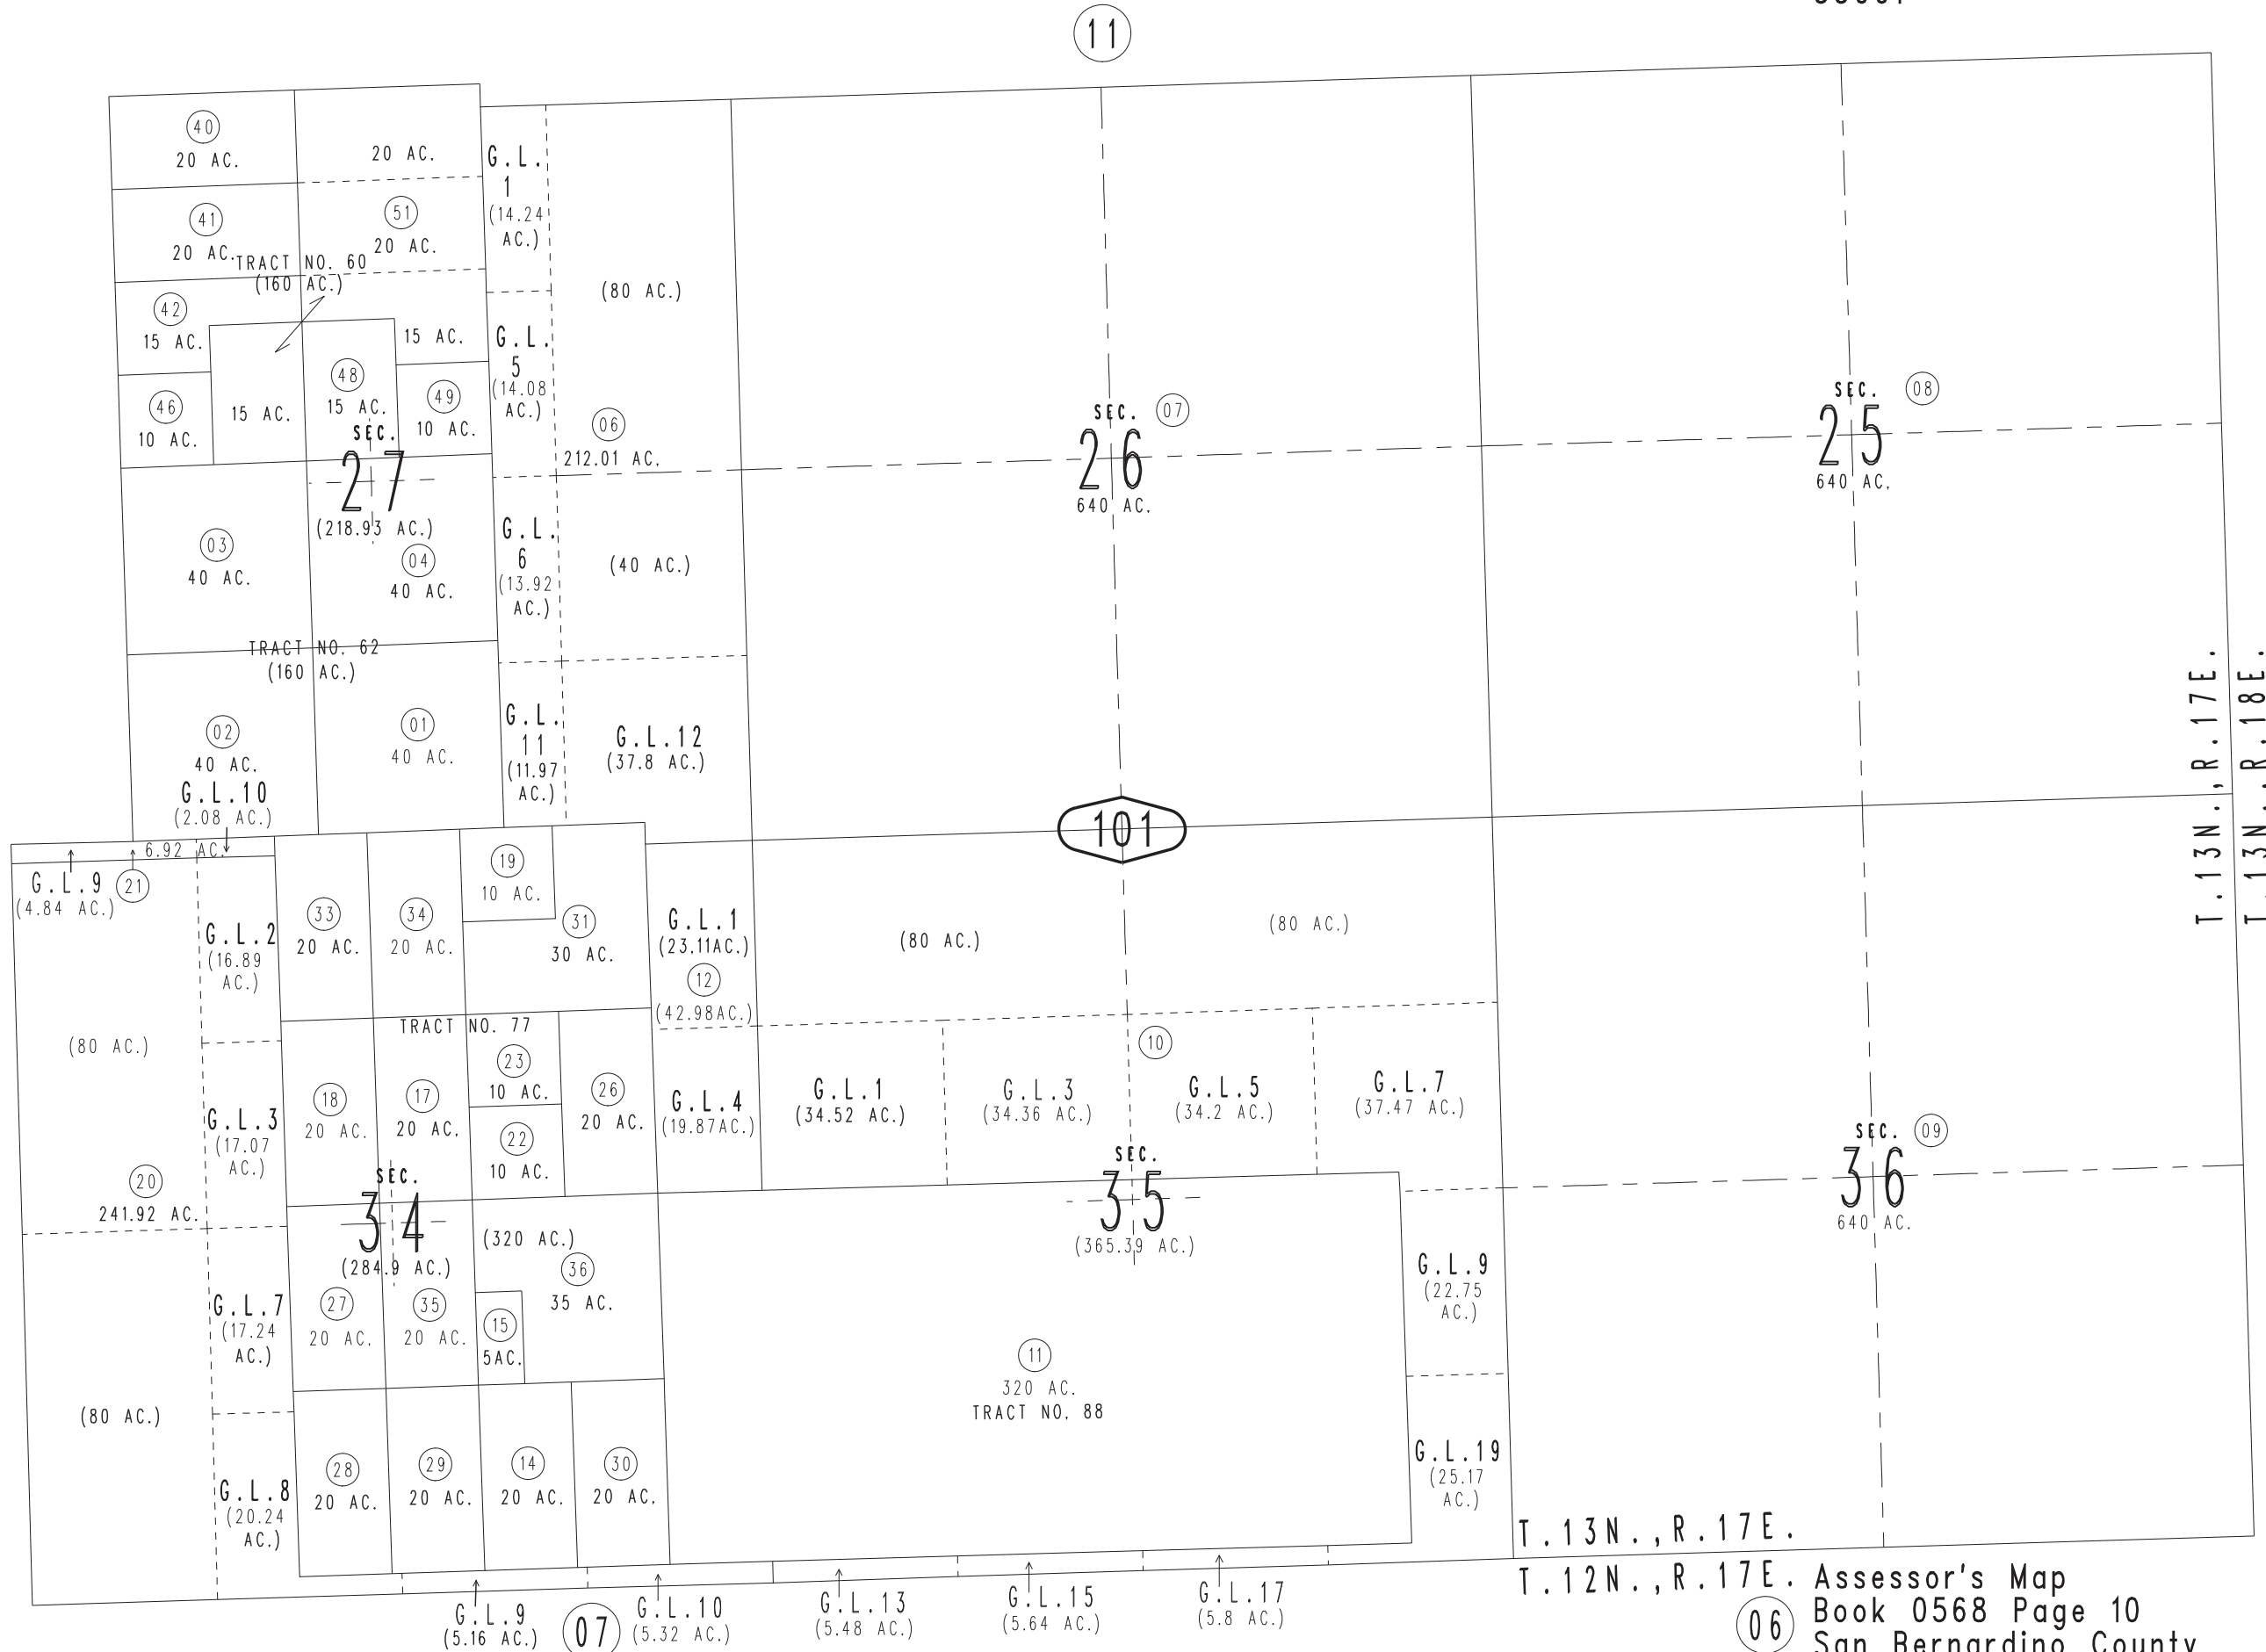 11
40
20 AC.
20 AC.
41
20 AC.
51
20 AC.
TRACT NO. 60
(160 AC.)
42
15 AC.
15 AC.
46
10 AC.
15 AC.
48
15 AC.
49
10 AC.
SEC.
27
(218.93 AC.)
03
40 AC.
04
40 AC.
TRACT NO. 62
(160 AC.)
02
40 AC.
01
40 AC.
G.L.
1
(14.24
AC.)
G.L.
5
(14.08
AC.)
G.L.
6
(13.92
AC.)
G.L.
11
(11.97
AC.)
(80 AC.)
06
212.01 AC.
(40 AC.)
G.L.12
(37.8 AC.)
SEC.
07
26
640 AC.
SEC.
08
25
640 AC.
T.13N.,R.17E.
T.13N.,R.18E.
101
G.L.10
(2.08 AC.)
6.92 AC.
G.L.9
(4.84 AC.)
21
G.L.2
(16.89
AC.)
(80 AC.)
G.L.3
(17.07
AC.)
20
241.92 AC.
G.L.7
(17.24
AC.)
(80 AC.)
G.L.8
(20.24
AC.)
33
20 AC.
34
20 AC.
19
10 AC.
31
30 AC.
TRACT NO. 77
18
20 AC.
17
20 AC.
23
10 AC.
22
10 AC.
26
20 AC.
SEC.
34
(284.9 AC.)
(320 AC.)
27
20 AC.
35
20 AC.
36
35 AC.
15
5AC.
28
20 AC.
29
20 AC.
14
20 AC.
30
20 AC.
G.L.1
(23.11AC.)
12
(42.98AC.)
G.L.4
(19.87AC.)
(80 AC.)
(80 AC.)
10
G.L.1
(34.52 AC.)
G.L.3
(34.36 AC.)
G.L.5
(34.2 AC.)
G.L.7
(37.47 AC.)
SEC.
35
(365.39 AC.)
11
320 AC.
TRACT NO. 88
G.L.9
(22.75
AC.)
G.L.19
(25.17
AC.)
SEC.
09
36
640 AC.
T.13N.,R.17E.
T.12N.,R.17E.
G.L.9
(5.16 AC.)
07
G.L.10
(5.32 AC.)
G.L.13
(5.48 AC.)
G.L.15
(5.64 AC.)
G.L.17
(5.8 AC.)
06
Assessor's Map
Book 0568 Page 10
San Bernardino County